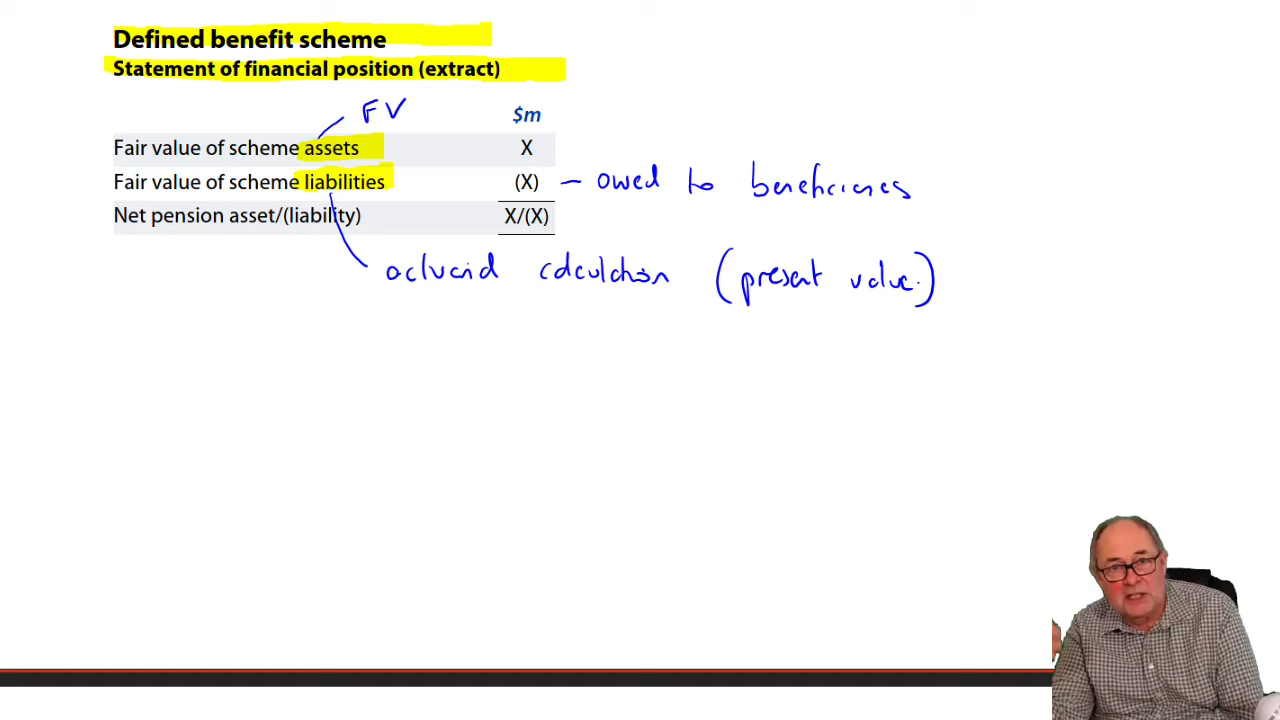 Defined benefit scheme
Statement of financial position (extract)
FV
$m
Fair value of scheme assets X
Fair value of scheme liabilities (X) – owed to beneficiaries
Net pension asset/(liability) X/(X)
actuarial calculation (present value.)